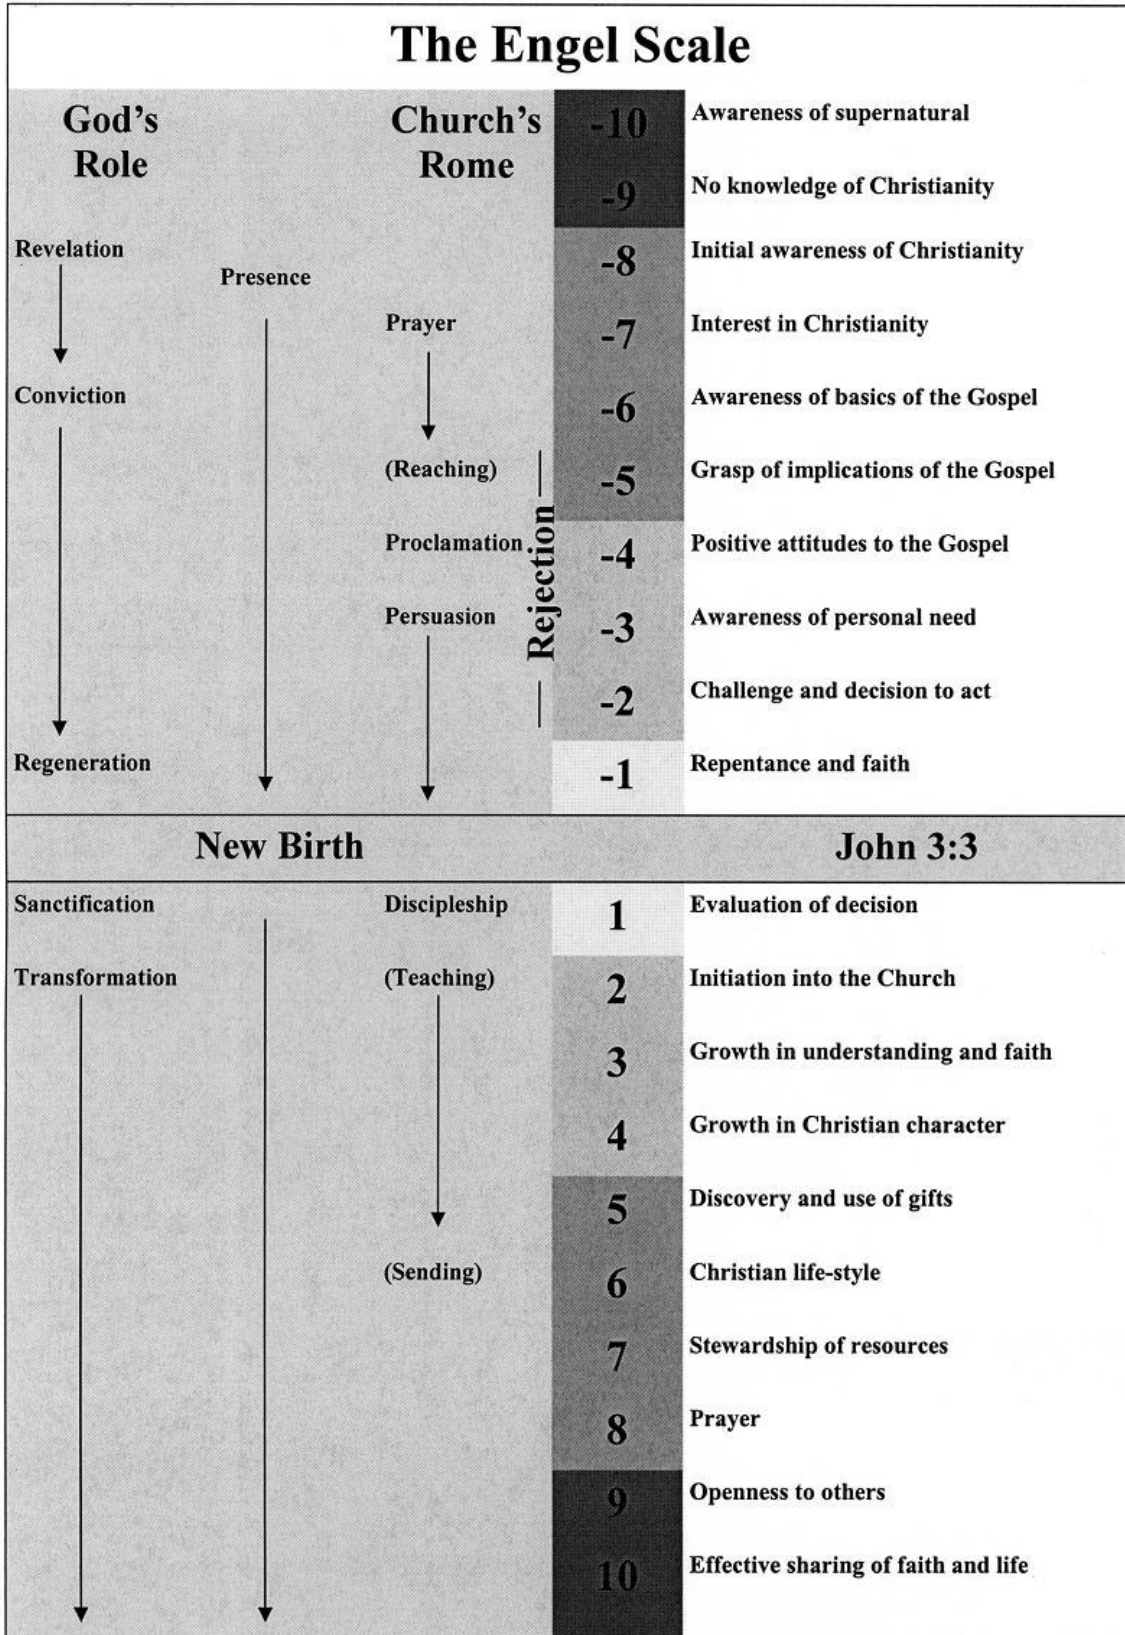 The Engel Scale
God's
Role
Church's
Rome
-10 Awareness of supernatural
-9 No knowledge of Christianity
Revelation
-8 Initial awareness of Christianity
Presence
Prayer
-7 Interest in Christianity
Conviction
-6 Awareness of basics of the Gospel
(Reaching)
-5 Grasp of implications of the Gospel
Rejection
Proclamation
-4 Positive attitudes to the Gospel
Persuasion
-3 Awareness of personal need
-2 Challenge and decision to act
Regeneration
-1 Repentance and faith
New Birth John 3:3
Sanctification Discipleship 1 Evaluation of decision
Transformation (Teaching) 2 Initiation into the Church
3 Growth in understanding and faith
4 Growth in Christian character
5 Discovery and use of gifts
(Sending) 6 Christian life-style
7 Stewardship of resources
8 Prayer
9 Openness to others
10 Effective sharing of faith and life